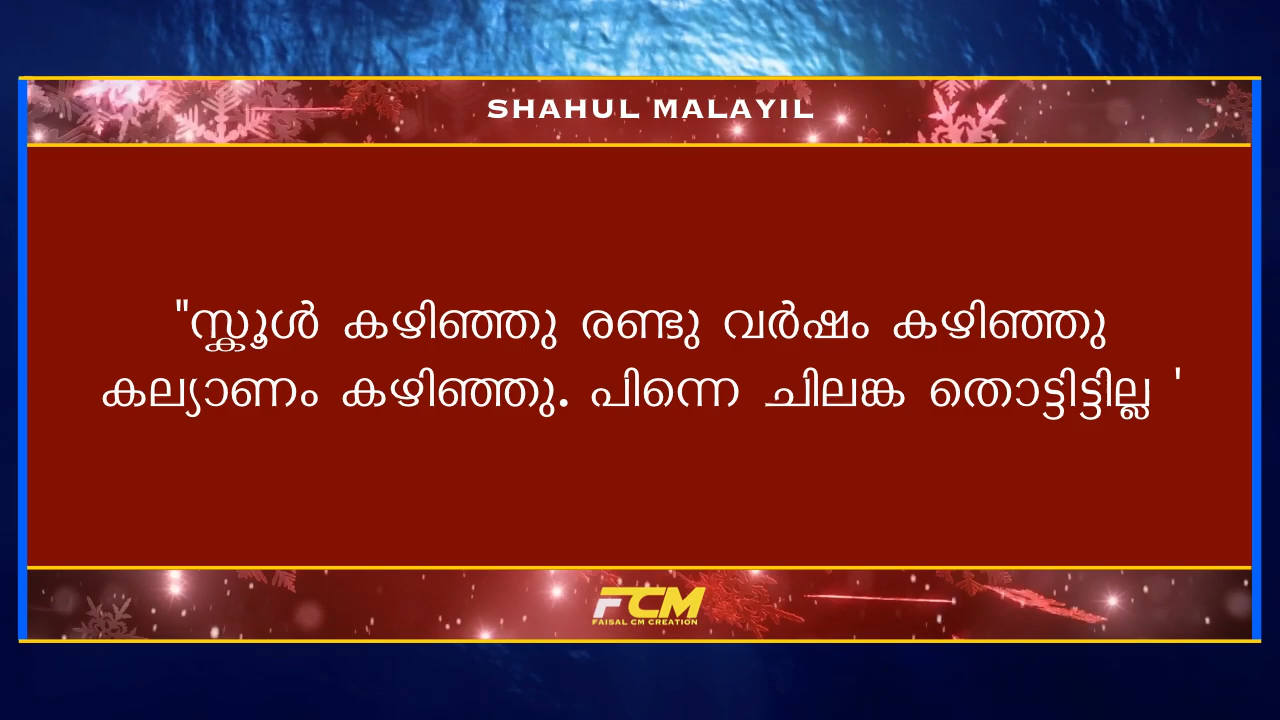 SHAHUL MALAYIL
"സ്കൂൾ കഴിഞ്ഞു രണ്ടു വർഷം കഴിഞ്ഞു
കല്യാണം കഴിഞ്ഞു. പിന്നെ ചിലങ്ക തൊട്ടിട്ടില്ല '
FCM
FAISAL CM CREATION